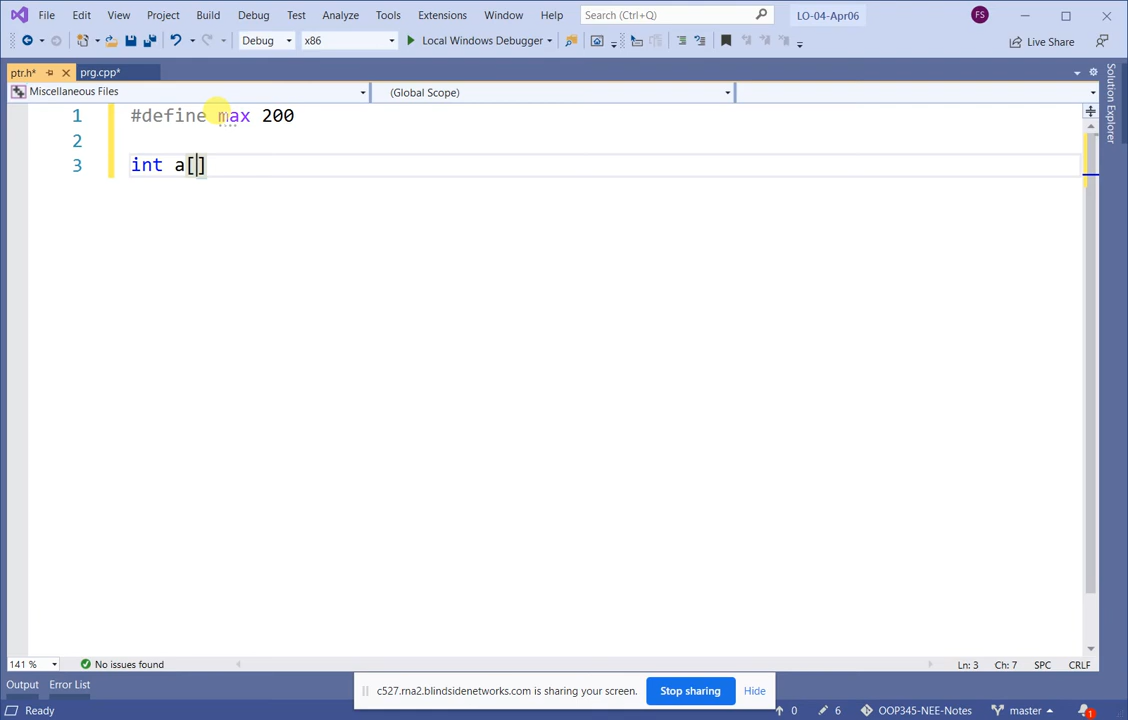 File Edit View Project Build Debug Test Analyze Tools Extensions Window Help Search (Ctrl+Q) LO-04-Apr06 FS
Debug x86 Local Windows Debugger Live Share
ptr.h* prg.cpp*
Miscellaneous Files (Global Scope)
Solution Explorer
1 #define max 200
2
3 int a[]
141 % No issues found Ln: 3 Ch: 7 SPC CRLF
Output Error List
c527.rna2.blindsidenetworks.com is sharing your screen. Stop sharing Hide
Ready 0 6 OOP345-NEE-Notes master 1